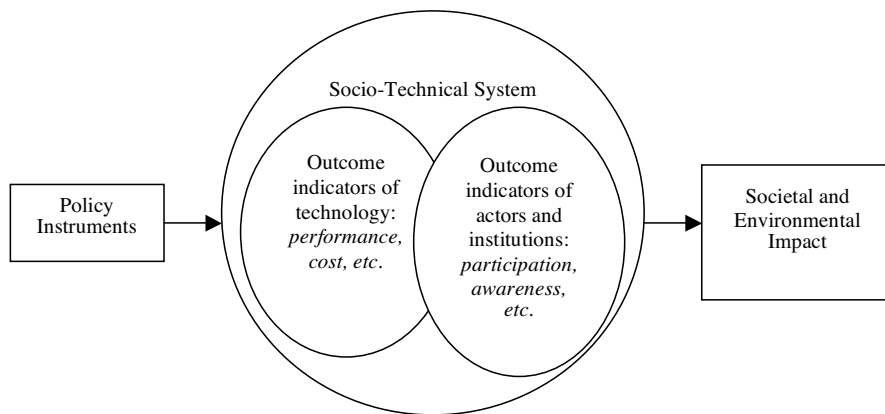 Socio-Technical System
Policy
Instruments
Outcome
indicators of
technology:
performance,
cost, etc.
Outcome
indicators of
actors and
institutions:
participation,
awareness,
etc.
Societal and
Environmental
Impact